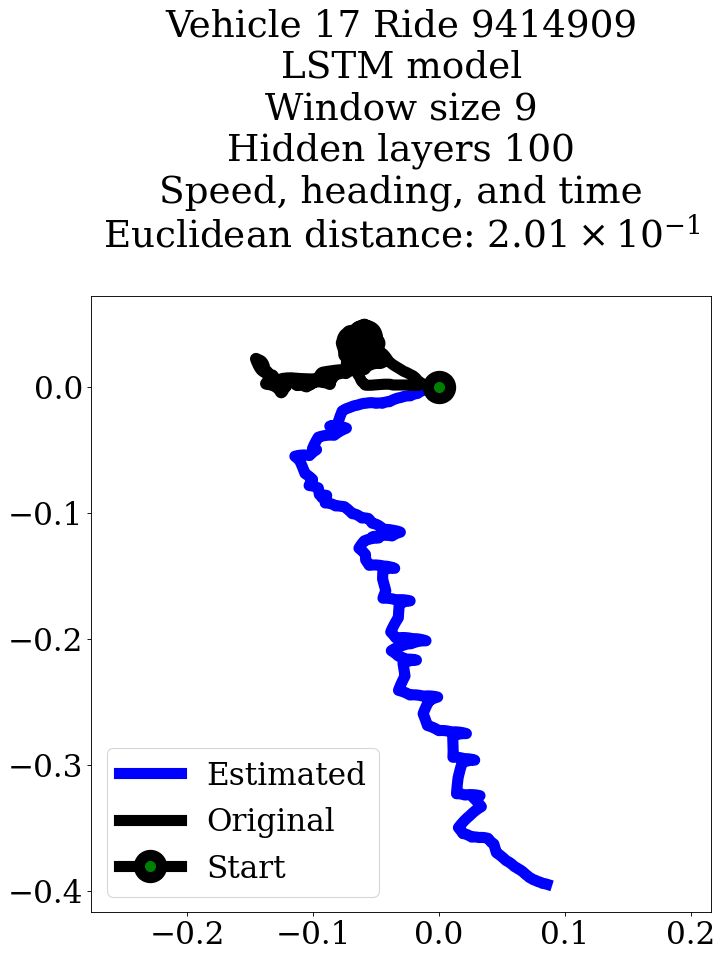 Vehicle 17 Ride 9414909
LSTM model
Window size 9
Hidden layers 100
Speed, heading, and time
Euclidean distance: 2.01 × 10⁻¹
0.0
−0.1
−0.2
−0.3
−0.4
Estimated
Original
Start
−0.2 −0.1 0.0 0.1 0.2